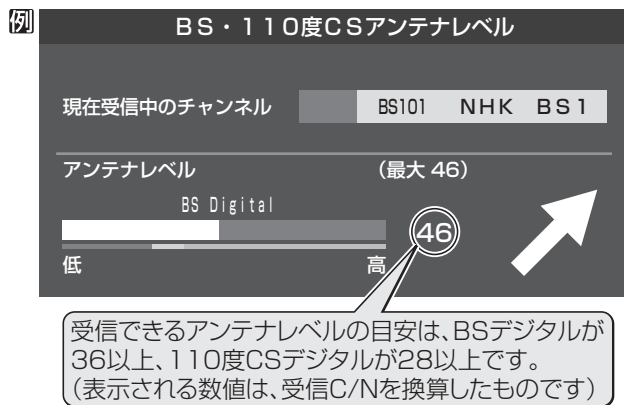 例
BS・110度CSアンテナレベル
現在受信中のチャンネル BS101 NHK BS1
アンテナレベル (最大 46)
BS Digital
46
低 高
受信できるアンテナレベルの目安は、BSデジタルが
36以上、110度CSデジタルが28以上です。
(表示される数値は、受信C/Nを換算したものです)